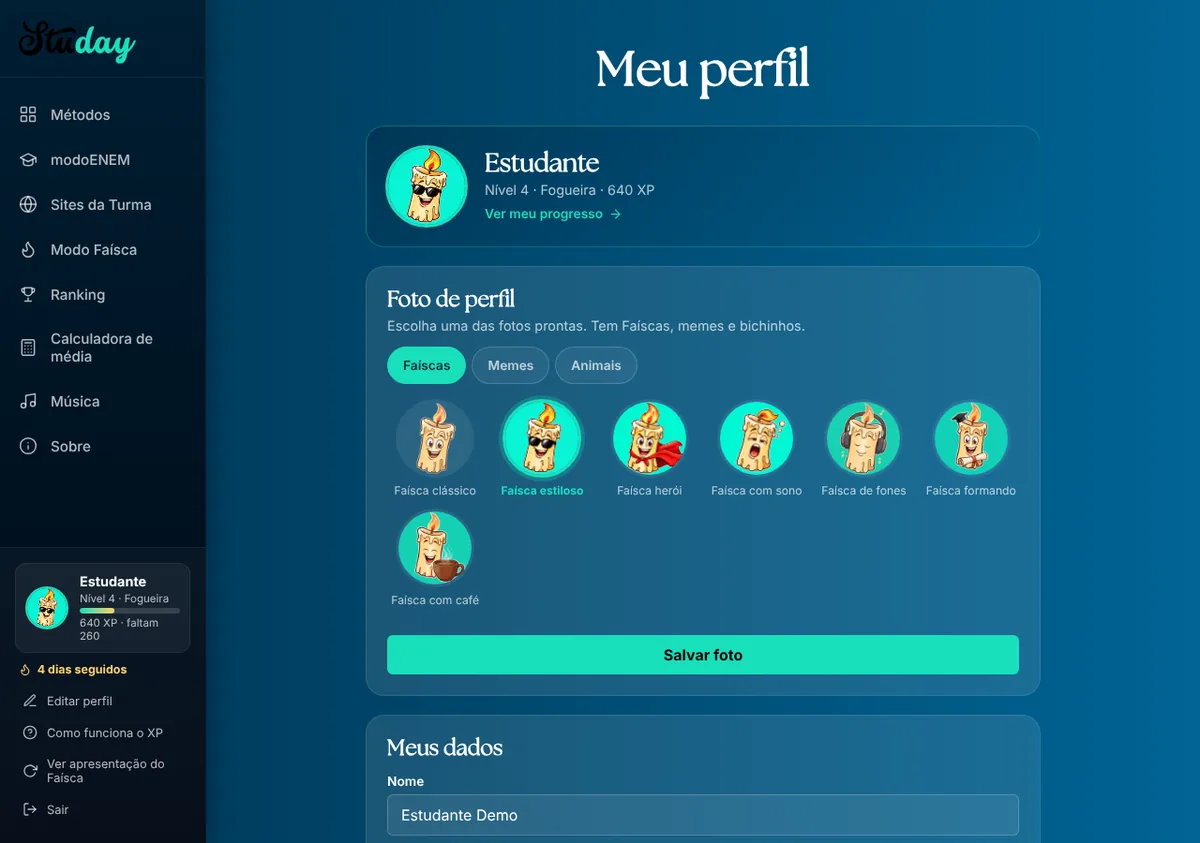 Studay
Métodos
modoENEM
Sites da Turma
Modo Faísca
Ranking
Calculadora de
média
Música
Sobre
Estudante
Nível 4 · Fogueira
640 XP · faltam
260
4 dias seguidos
Editar perfil
Como funciona o XP
Ver apresentação do
Faísca
Sair
Meu perfil
Estudante
Nível 4 · Fogueira · 640 XP
Ver meu progresso →
Foto de perfil
Escolha uma das fotos prontas. Tem Faíscas, memes e bichinhos.
Faíscas
Memes
Animais
Faísca clássico
Faísca estiloso
Faísca herói
Faísca com sono
Faísca de fones
Faísca formando
Faísca com café
Salvar foto
Meus dados
Nome
Estudante Demo